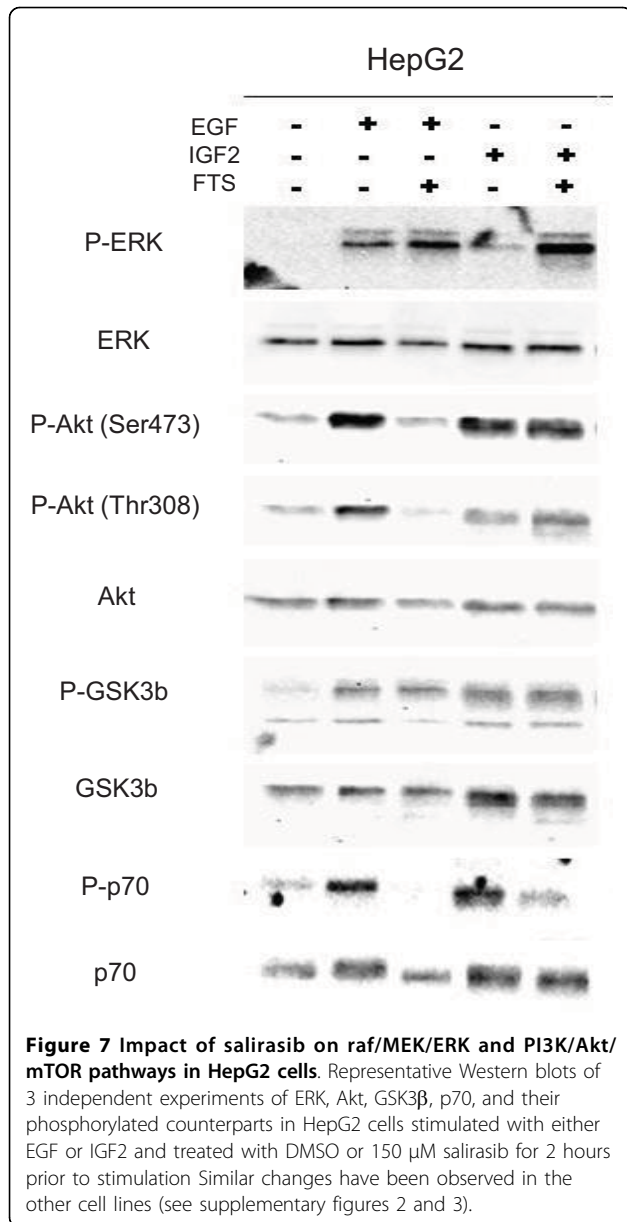 HepG2
EGF - + + - -
IGF2 - - - + +
FTS - - + - +
P-ERK
ERK
P-Akt (Ser473)
P-Akt (Thr308)
Akt
P-GSK3b
GSK3b
P-p70
p70
Figure 7 Impact of salirasib on raf/MEK/ERK and PI3K/Akt/
mTOR pathways in HepG2 cells. Representative Western blots of
3 independent experiments of ERK, Akt, GSK3β, p70, and their
phosphorylated counterparts in HepG2 cells stimulated with either
EGF or IGF2 and treated with DMSO or 150 μM salirasib for 2 hours
prior to stimulation Similar changes have been observed in the
other cell lines (see supplementary figures 2 and 3).